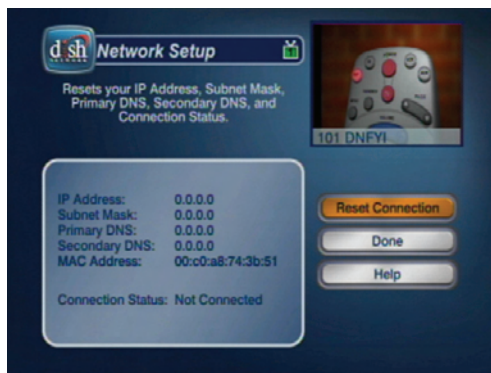 dish
NETWORK
Network Setup
Resets your IP Address, Subnet Mask,
Primary DNS, Secondary DNS, and
Connection Status.
101 DNFYI
IP Address: 0.0.0.0
Subnet Mask: 0.0.0.0
Primary DNS: 0.0.0.0
Secondary DNS: 0.0.0.0
MAC Address: 00:c0:a8:74:3b:51
Connection Status: Not Connected
Reset Connection
Done
Help